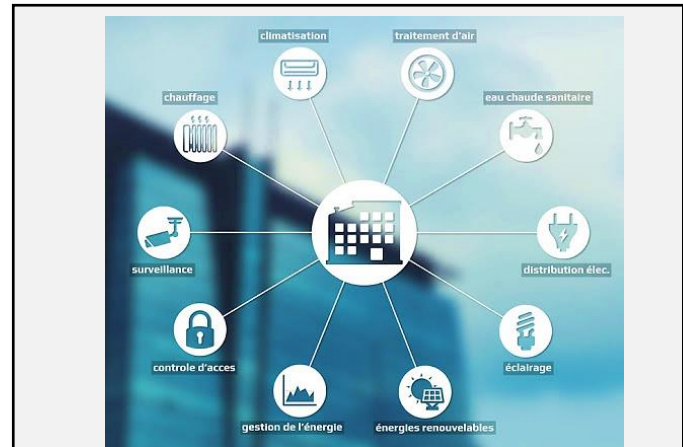 climatisation
traitement d'air
chauffage
eau chaude sanitaire
surveillance
distribution élec.
controle d'acces
éclairage
gestion de l'énergie
énergies renouvelables